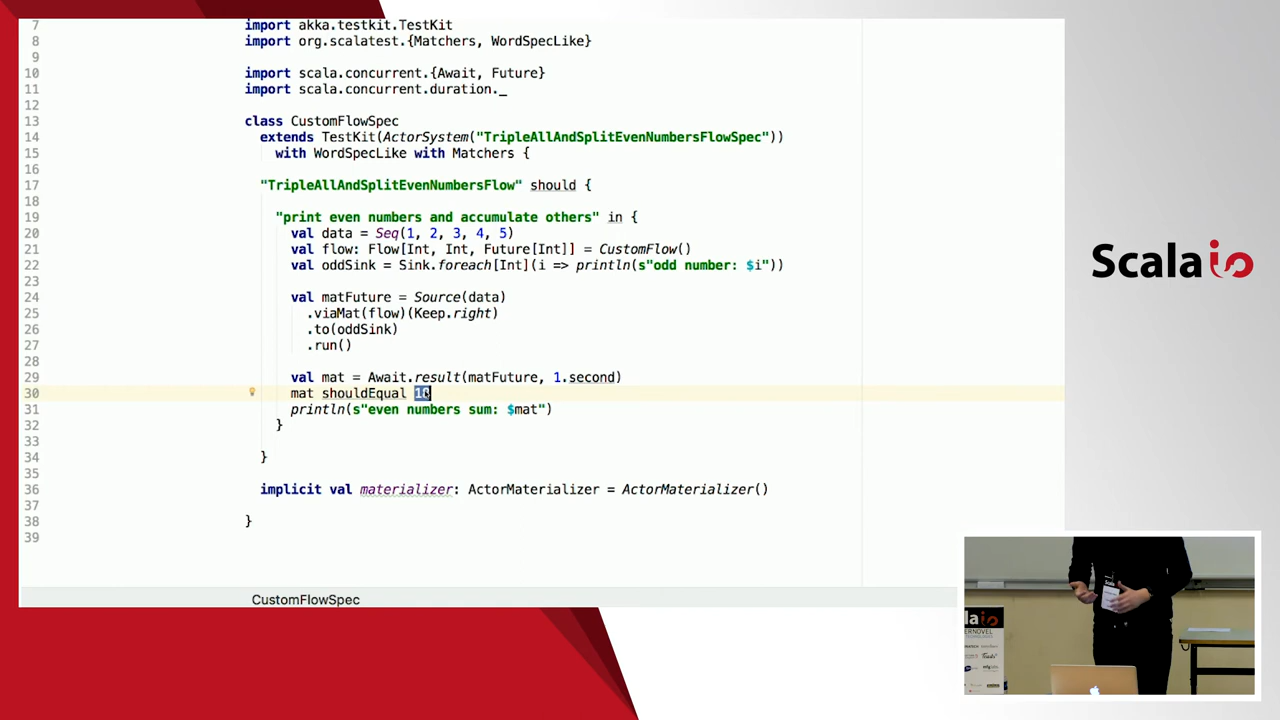 7 import akka.testkit.TestKit
8 import org.scalatest.{Matchers, WordSpecLike}
9
10 import scala.concurrent.{Await, Future}
11 import scala.concurrent.duration._
12
13 class CustomFlowSpec
14 extends TestKit(ActorSystem("TripleAllAndSplitEvenNumbersFlowSpec"))
15 with WordSpecLike with Matchers {
16
17 "TripleAllAndSplitEvenNumbersFlow" should {
18
19 "print even numbers and accumulate others" in {
20 val data = Seq(1, 2, 3, 4, 5)
21 val flow: Flow[Int, Int, Future[Int]] = CustomFlow()
22 val oddSink = Sink.foreach[Int](i => println(s"odd number: $i"))
23
24 val matFuture = Source(data)
25 .viaMat(flow)(Keep.right)
26 .to(oddSink)
27 .run()
28
29 val mat = Await.result(matFuture, 1.second)
30 mat shouldEqual
31 println(s"even numbers sum: $mat")
32 }
33
34 }
35
36 implicit val materializer: ActorMaterializer = ActorMaterializer()
37
38 }
39
CustomFlowSpec
Scala io